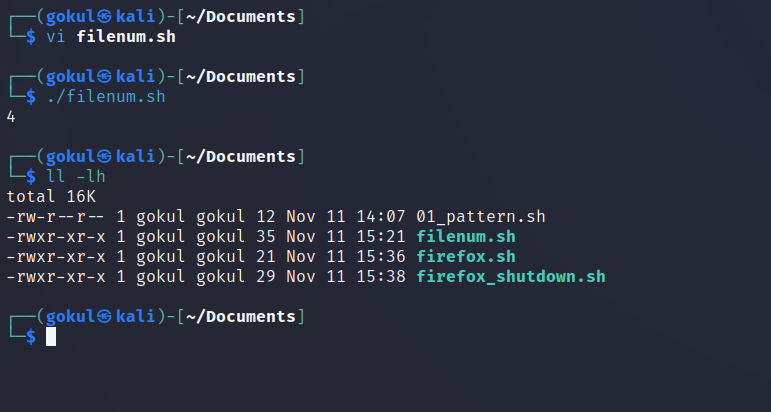 ┌──(gokul㉿kali)-[~/Documents]
└─$ vi filenum.sh
┌──(gokul㉿kali)-[~/Documents]
└─$ ./filenum.sh
4
┌──(gokul㉿kali)-[~/Documents]
└─$ ll -lh
total 16K
-rw-r--r-- 1 gokul gokul 12 Nov 11 14:07 01_pattern.sh
-rwxr-xr-x 1 gokul gokul 35 Nov 11 15:21 filenum.sh
-rwxr-xr-x 1 gokul gokul 21 Nov 11 15:36 firefox.sh
-rwxr-xr-x 1 gokul gokul 29 Nov 11 15:38 firefox_shutdown.sh
┌──(gokul㉿kali)-[~/Documents]
└─$